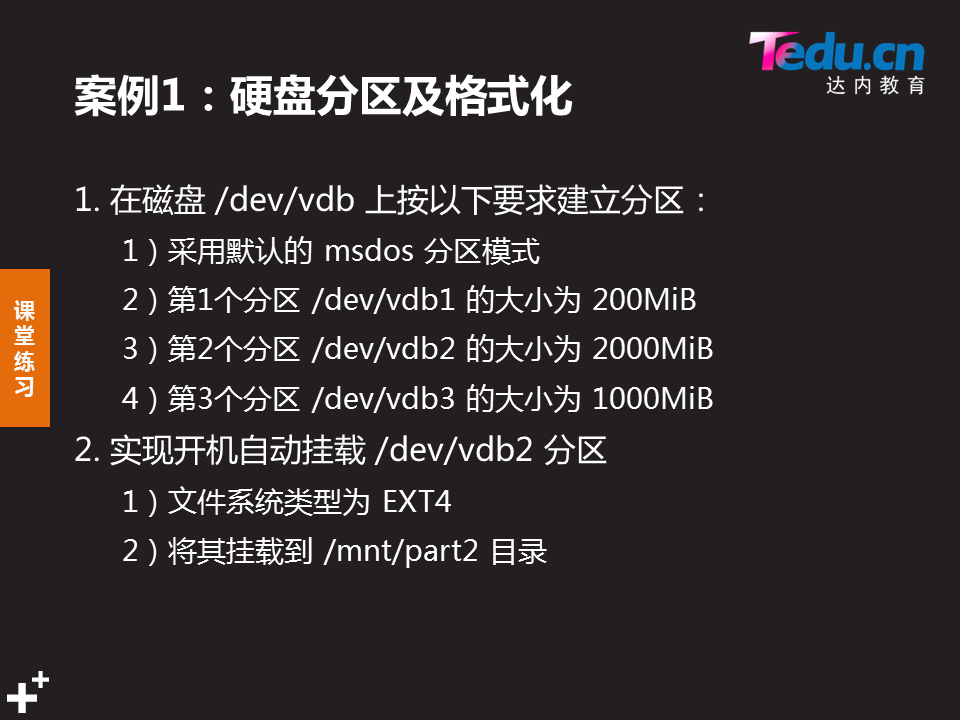 Tedu.cn
达内教育
案例1：硬盘分区及格式化
1. 在磁盘 /dev/vdb 上按以下要求建立分区：
1）采用默认的 msdos 分区模式
2）第1个分区 /dev/vdb1 的大小为 200MiB
3）第2个分区 /dev/vdb2 的大小为 2000MiB
4）第3个分区 /dev/vdb3 的大小为 1000MiB
2. 实现开机自动挂载 /dev/vdb2 分区
1）文件系统类型为 EXT4
2）将其挂载到 /mnt/part2 目录
课堂练习